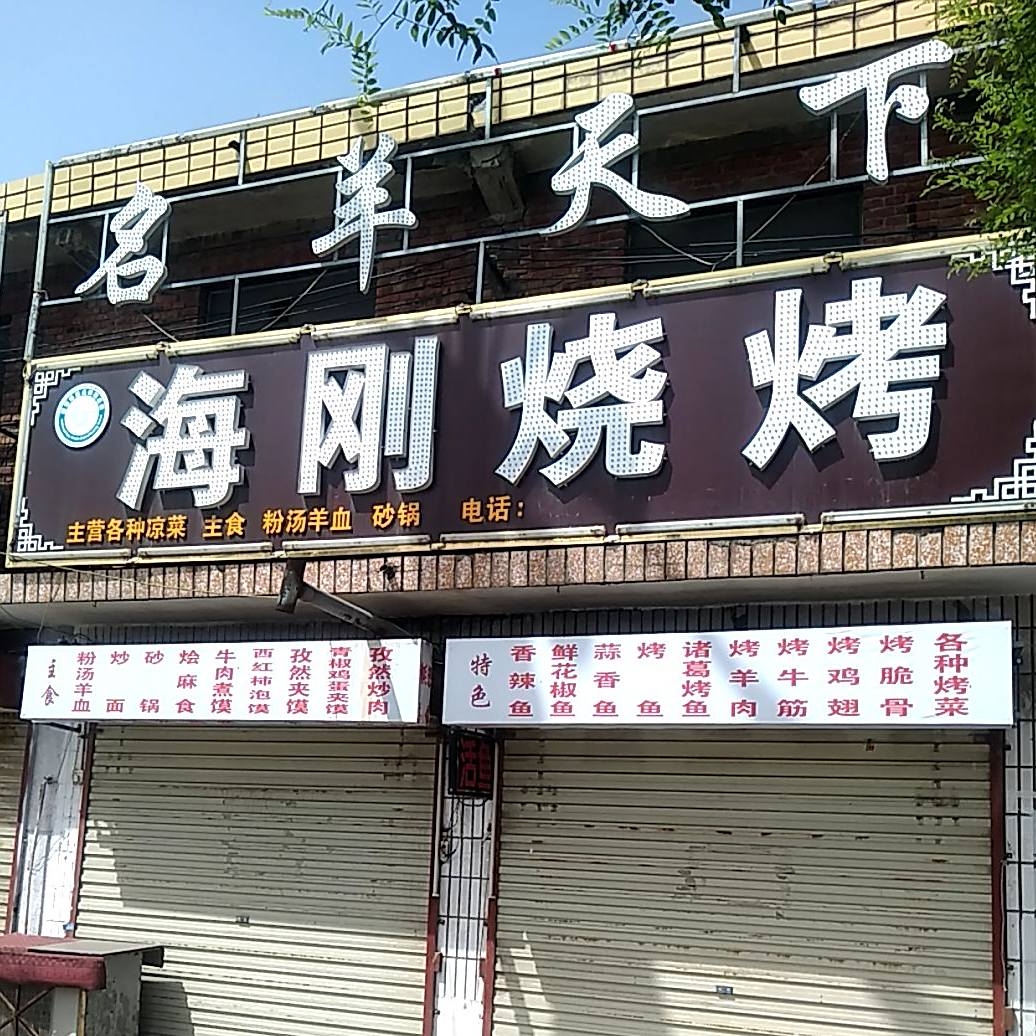 名羊天下
海刚烧烤
主营各种凉菜 主食 粉汤羊血 砂锅 电话：
主食
粉汤羊血
炒面
砂锅
烩麻食
牛肉煮馍
西红柿泡馍
孜然夹馍
青椒鸡蛋夹馍
孜然炒肉
特色
香辣鱼
鲜花椒鱼
蒜香鱼
烤鱼
诸葛烤鱼
烤羊肉
烤牛筋
烤鸡翅
烤脆骨
各种烤菜
活鱼